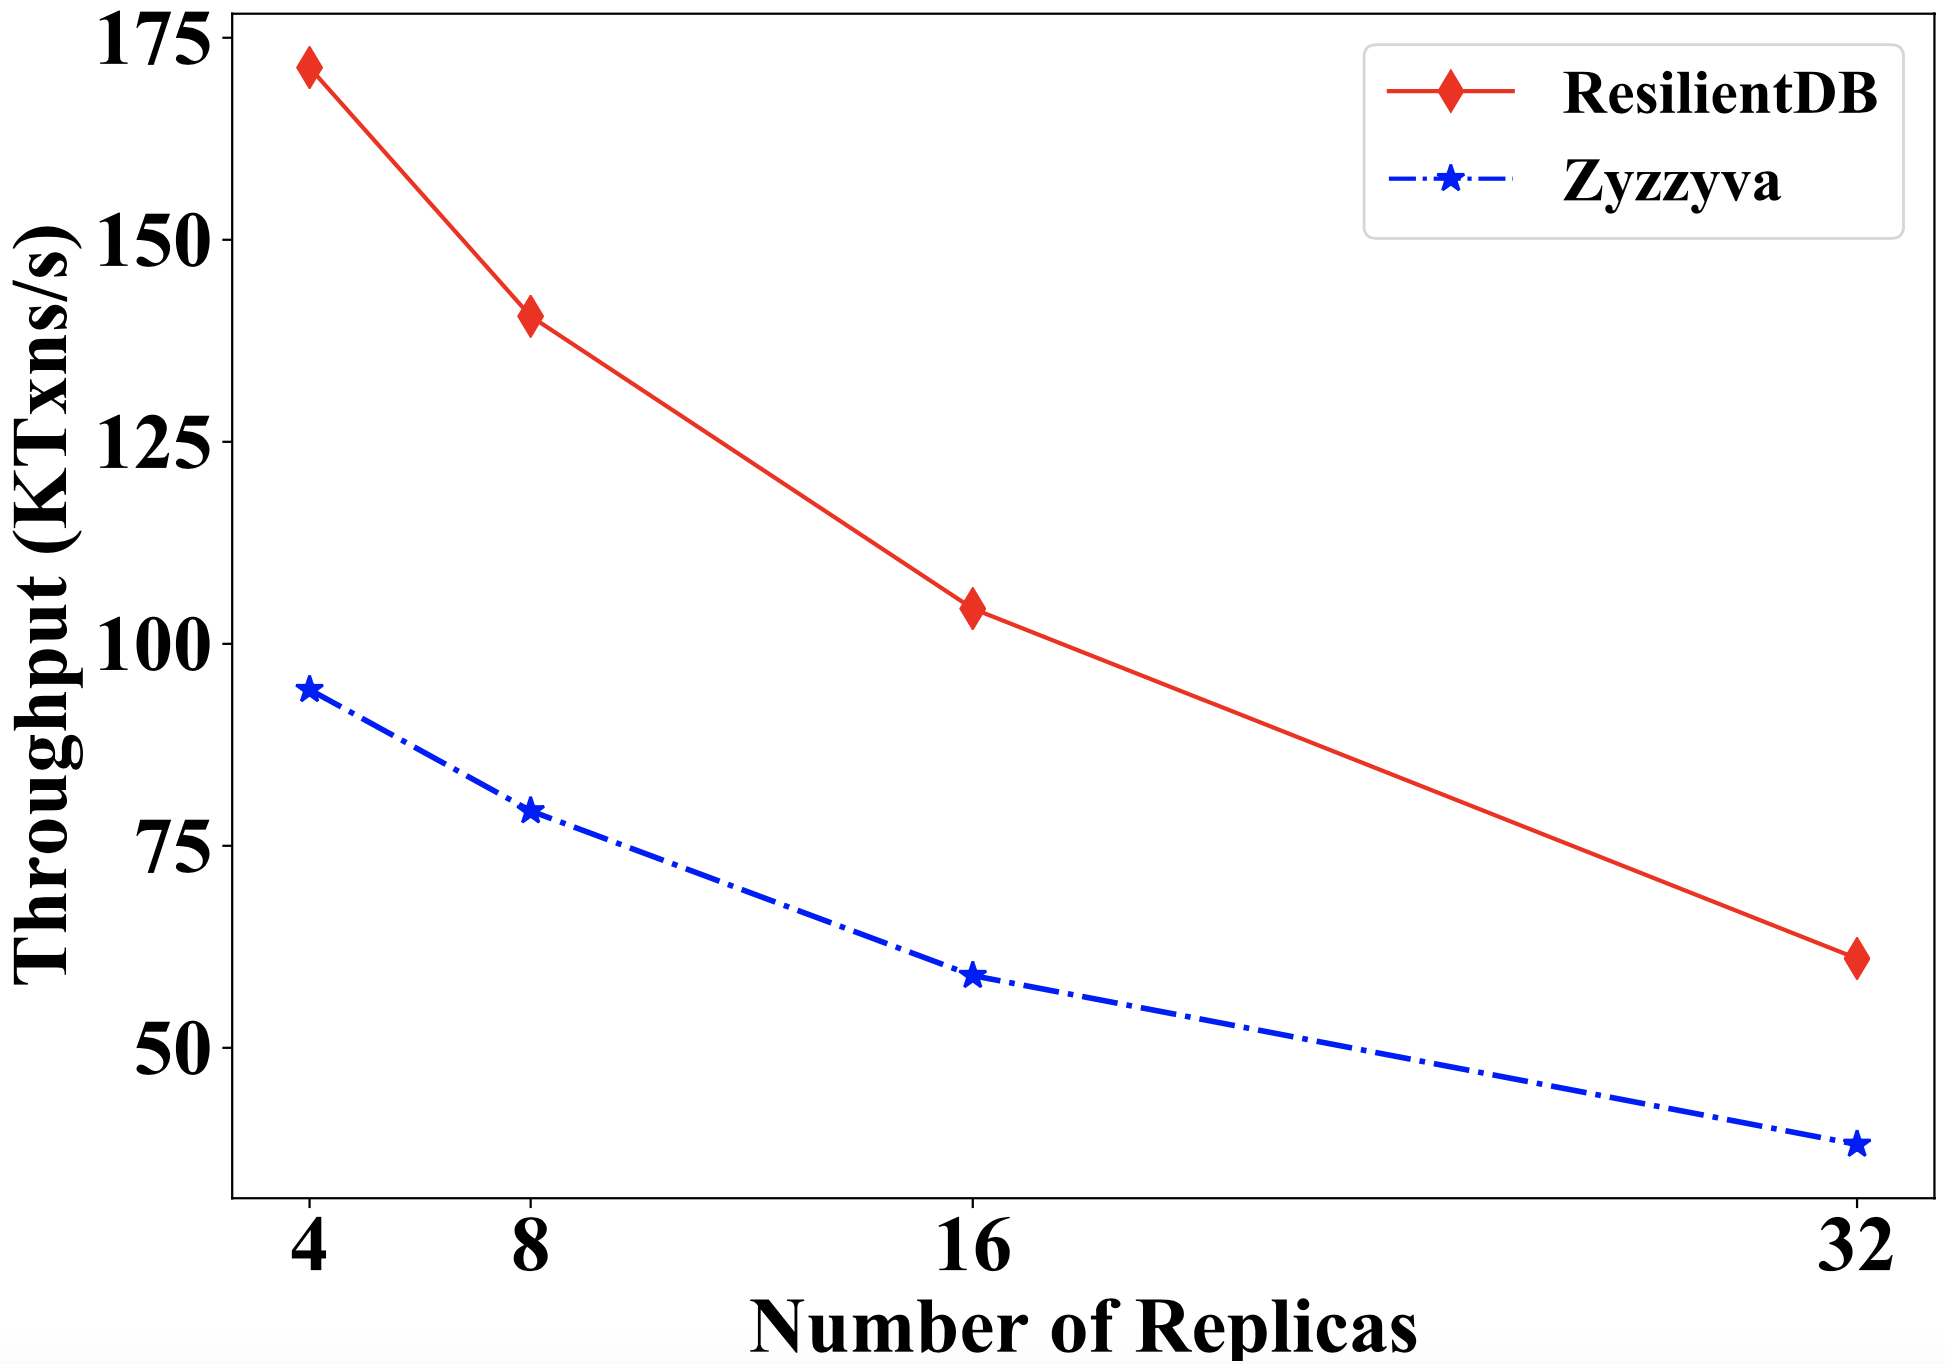 175
150
125
100
75
50
Throughput (KTxns/s)
ResilientDB
Zyzzyva
4 8 16 32
Number of Replicas